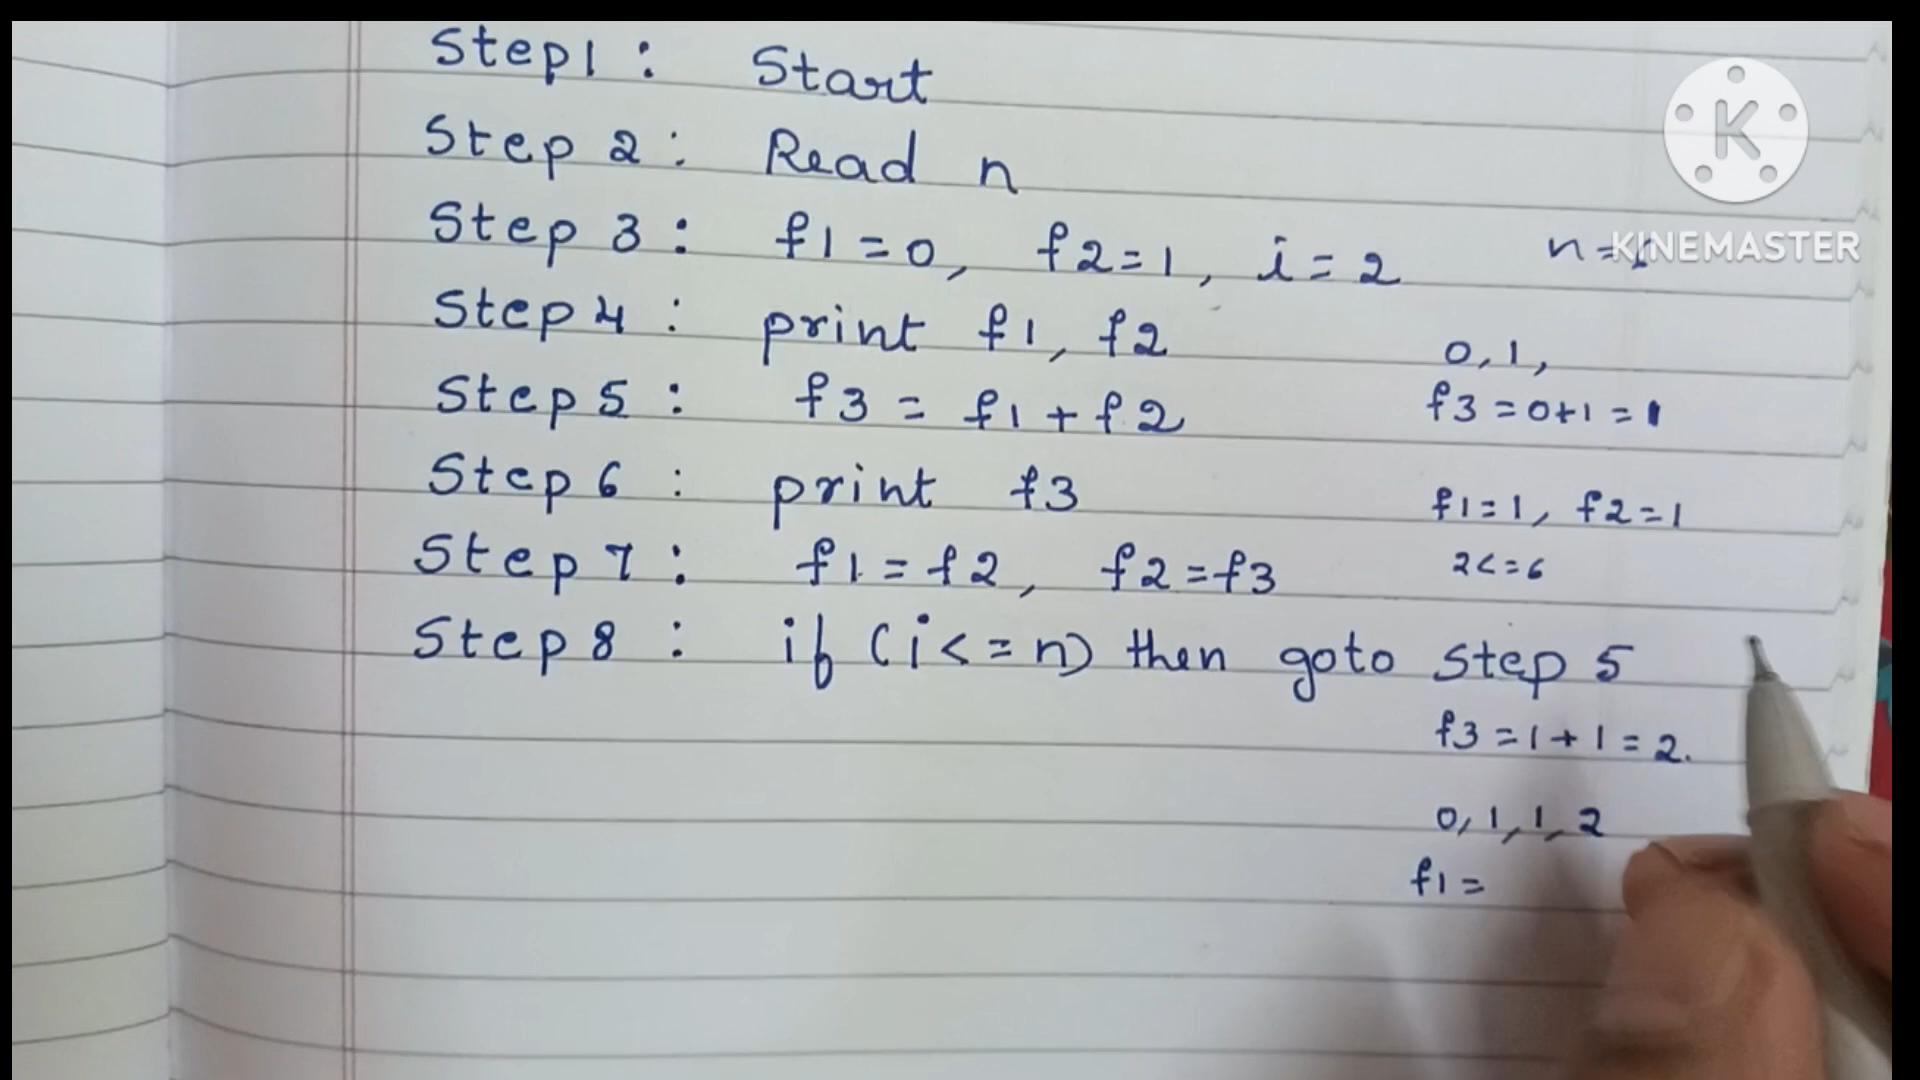 Step1 : Start
Step 2 : Read n
Step 3 : f1=0, f2=1, i=2
n=
K
KINEMASTER
Step 4 : print f1, f2
0, 1,
Step 5 : f3 = f1+f2
f3 =0+1 =1
Step 6 : print f3
f1=1, f2=1
Step 7 : f1=f2, f2=f3
2<=6
Step 8 : if (i<=n) then goto step 5
f3 =1+1=2.
0, 1, 1, 2
f1=